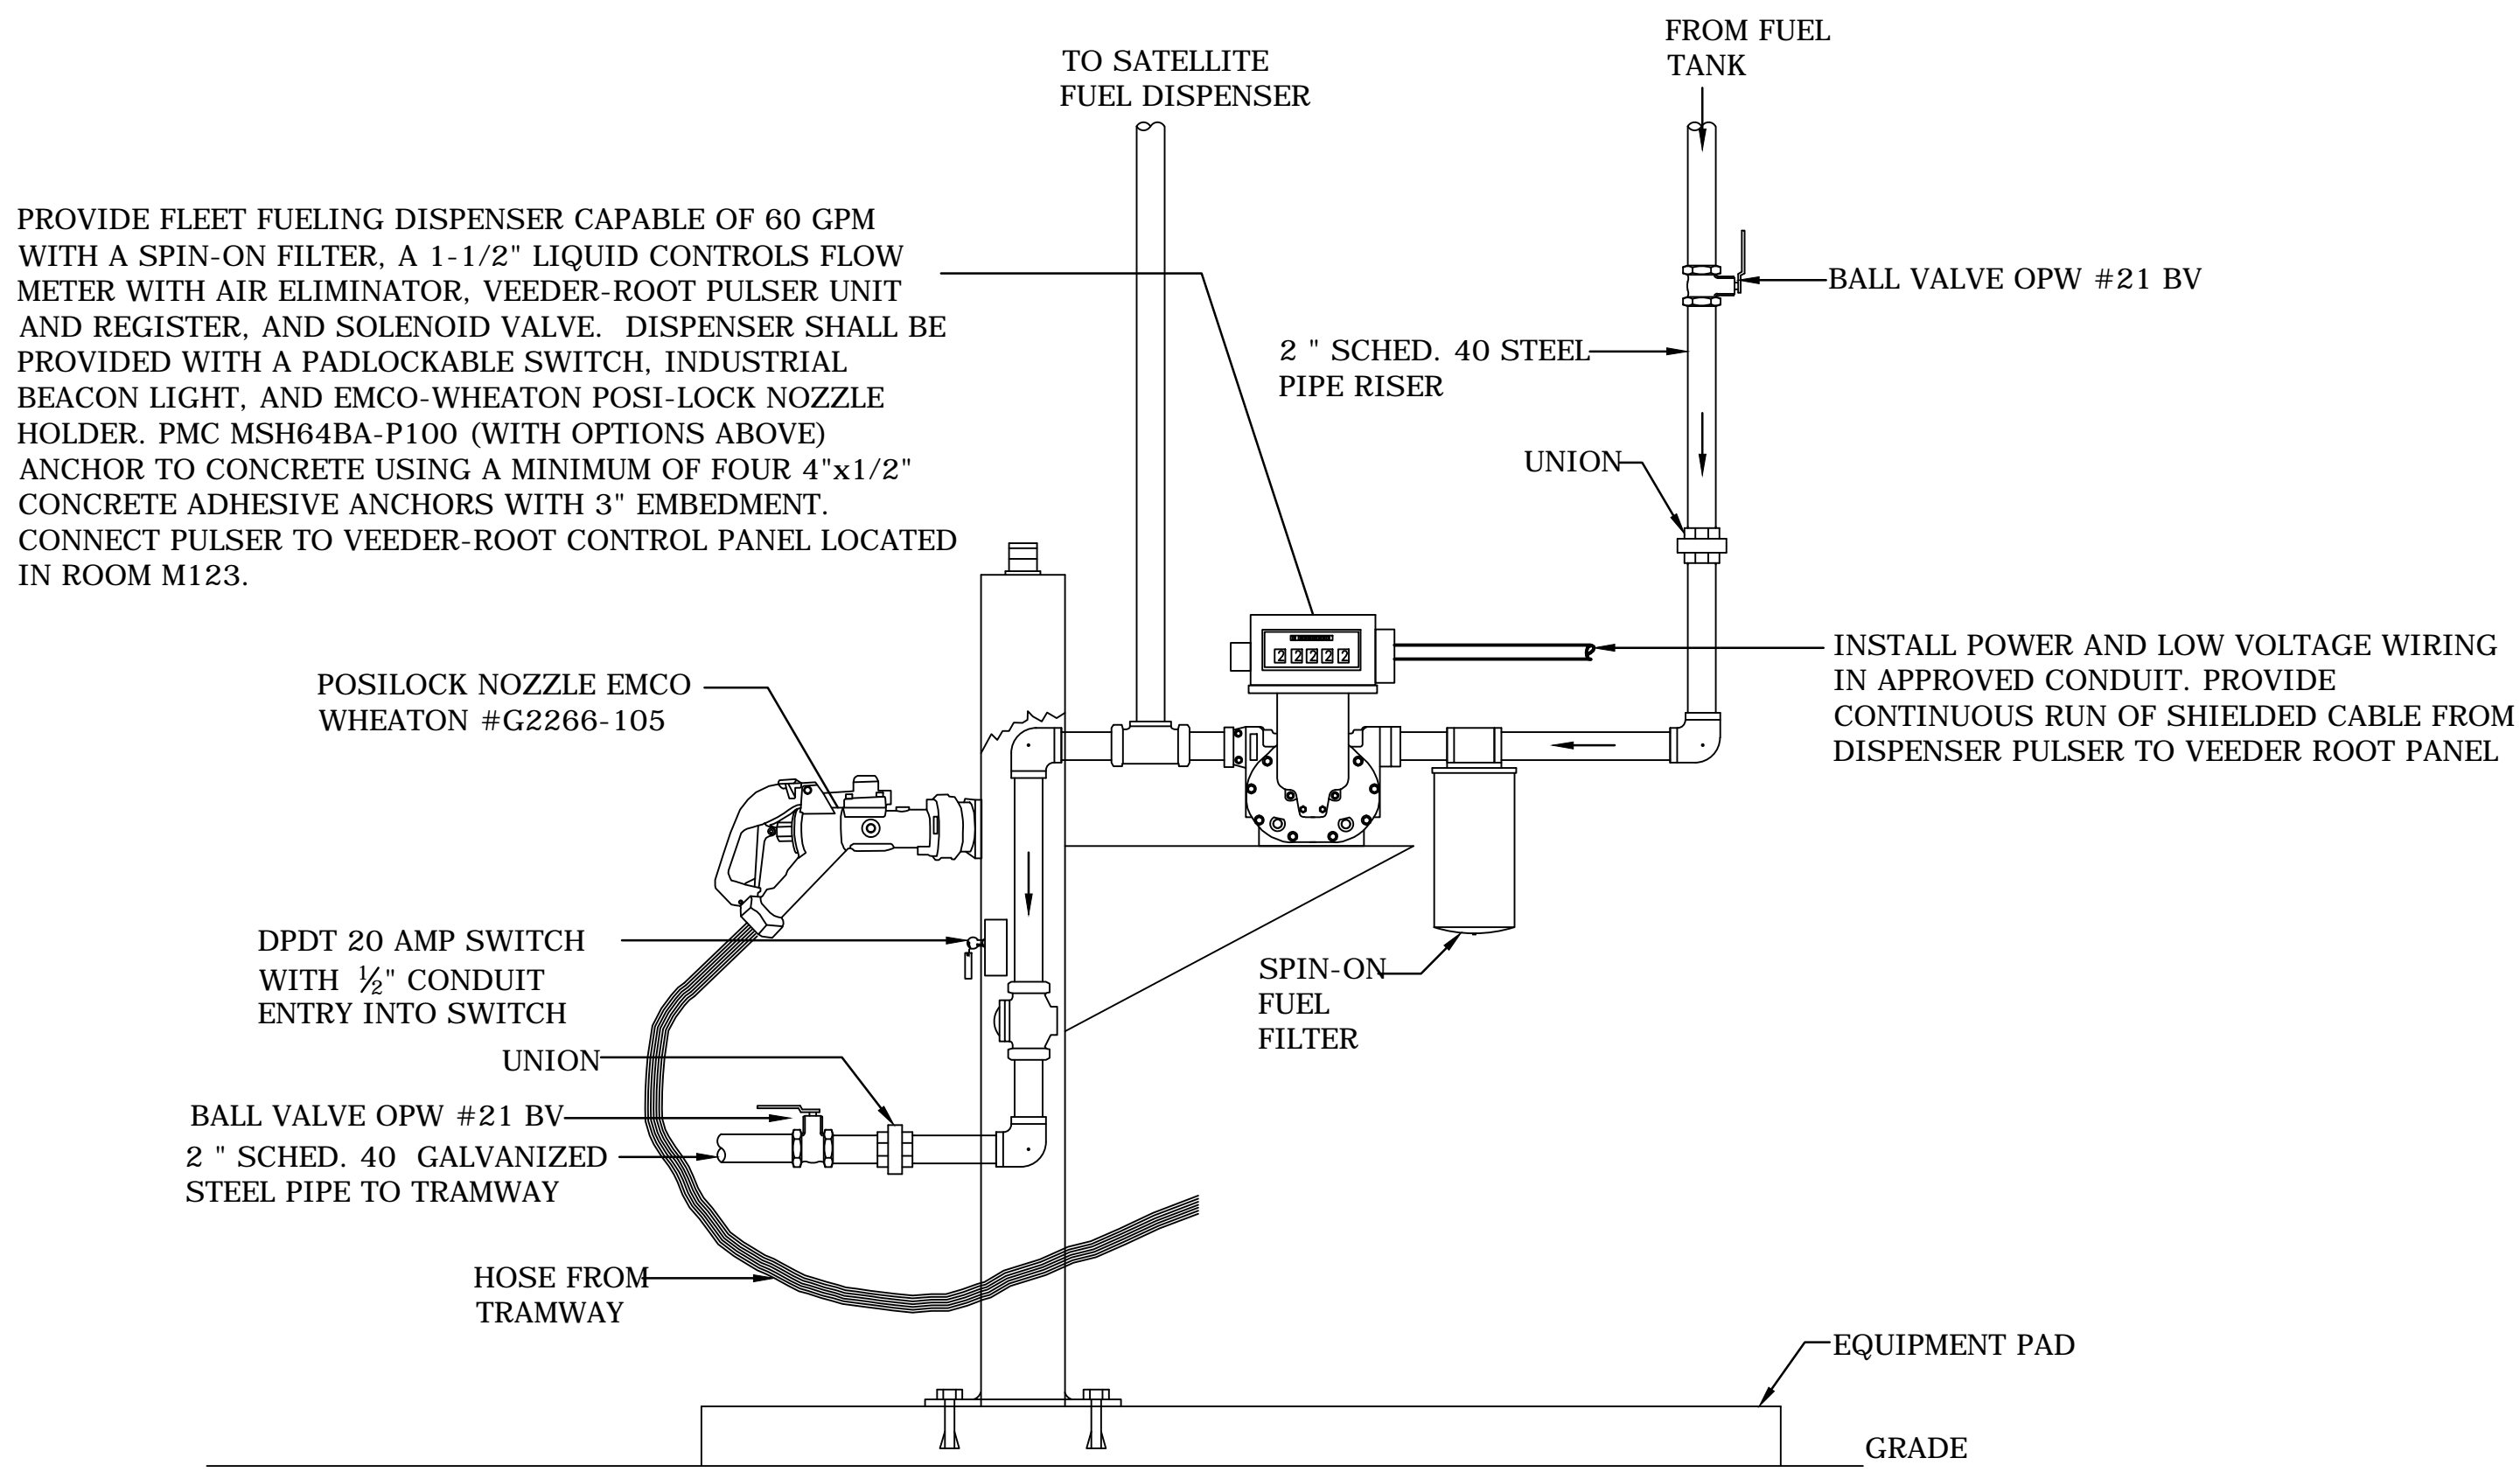 FROM FUEL
TANK
TO SATELLITE
FUEL DISPENSER
PROVIDE FLEET FUELING DISPENSER CAPABLE OF 60 GPM
WITH A SPIN-ON FILTER, A 1-1/2" LIQUID CONTROLS FLOW
METER WITH AIR ELIMINATOR, VEEDER-ROOT PULSER UNIT
AND REGISTER, AND SOLENOID VALVE. DISPENSER SHALL BE
PROVIDED WITH A PADLOCKABLE SWITCH, INDUSTRIAL
BEACON LIGHT, AND EMCO-WHEATON POSI-LOCK NOZZLE
HOLDER. PMC MSH64BA-P100 (WITH OPTIONS ABOVE)
ANCHOR TO CONCRETE USING A MINIMUM OF FOUR 4"x1/2"
CONCRETE ADHESIVE ANCHORS WITH 3" EMBEDMENT.
CONNECT PULSER TO VEEDER-ROOT CONTROL PANEL LOCATED
IN ROOM M123.
BALL VALVE OPW #21 BV
2 " SCHED. 40 STEEL
PIPE RISER
UNION
2 2 2 2 2
INSTALL POWER AND LOW VOLTAGE WIRING
IN APPROVED CONDUIT. PROVIDE
CONTINUOUS RUN OF SHIELDED CABLE FROM
DISPENSER PULSER TO VEEDER ROOT PANEL
POSILOCK NOZZLE EMCO
WHEATON #G2266-105
DPDT 20 AMP SWITCH
WITH ½" CONDUIT
ENTRY INTO SWITCH
SPIN-ON
FUEL
FILTER
UNION
BALL VALVE OPW #21 BV
2 " SCHED. 40 GALVANIZED
STEEL PIPE TO TRAMWAY
HOSE FROM
TRAMWAY
EQUIPMENT PAD
GRADE